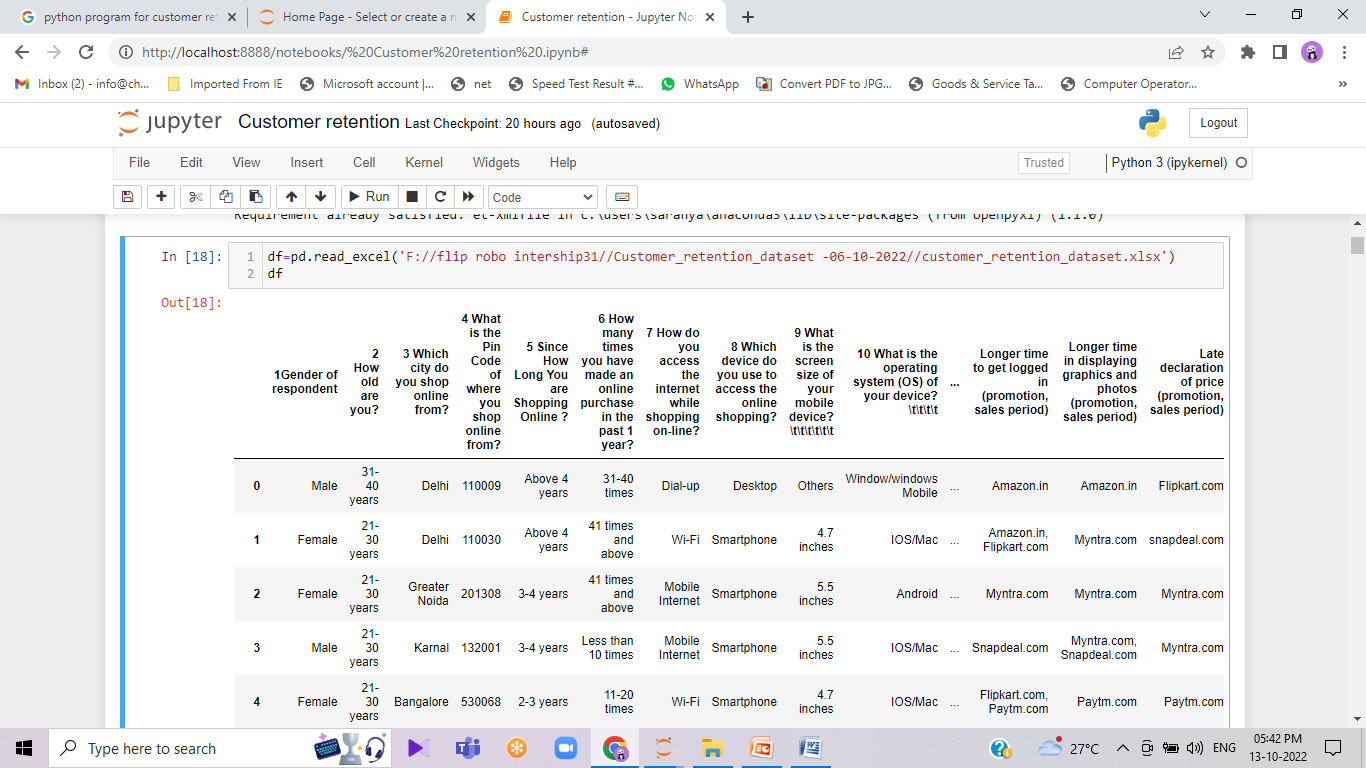 python program for customer ret
Home Page - Select or create a n
Customer retention - Jupyter No
http://localhost:8888/notebooks/%20Customer%20retention%20.ipynb#
Inbox (2) - info@ch...
Imported From IE
Microsoft account |...
net
Speed Test Result #...
WhatsApp
Convert PDF to JPG...
Goods & Service Ta...
Computer Operator...
»
jupyter Customer retention Last Checkpoint: 20 hours ago (autosaved)
Logout
File Edit View Insert Cell Kernel Widgets Help
Trusted
Python 3 (ipykernel)
Run
Code
Requirement already satisfied: et-xmlfile in c:\users\saranya\anaconda3\lib\site-packages (from openpyxl) (1.1.0)
In [18]:
1 df=pd.read_excel('F://flip robo intership31//Customer_retention_dataset -06-10-2022//customer_retention_dataset.xlsx')
2 df
Out[18]:
1Gender of respondent
2 How old are you?
3 Which city do you shop online from?
4 What is the Pin Code of where you shop online from?
5 Since How Long You are Shopping Online ?
6 How many times you have made an online purchase in the past 1 year?
7 How do you access the internet while shopping on-line?
8 Which device do you use to access the online shopping?
9 What is the screen size of your mobile device? \t\t\t\t\t\t
10 What is the operating system (OS) of your device? \t\t\t\t
...
Longer time to get logged in (promotion, sales period)
Longer time in displaying graphics and photos (promotion, sales period)
Late declaration of price (promotion, sales period)
0 Male 31-40 years Delhi 110009 Above 4 years 31-40 times Dial-up Desktop Others Window/windows Mobile ... Amazon.in Amazon.in Flipkart.com
1 Female 21-30 years Delhi 110030 Above 4 years 41 times and above Wi-Fi Smartphone 4.7 inches IOS/Mac ... Amazon.in, Flipkart.com Myntra.com snapdeal.com
2 Female 21-30 years Greater Noida 201308 3-4 years 41 times and above Mobile Internet Smartphone 5.5 inches Android ... Myntra.com Myntra.com Myntra.com
3 Male 21-30 years Karnal 132001 3-4 years Less than 10 times Mobile Internet Smartphone 5.5 inches IOS/Mac ... Snapdeal.com Myntra.com, Snapdeal.com Myntra.com
4 Female 21-30 years Bangalore 530068 2-3 years 11-20 times Wi-Fi Smartphone 4.7 inches IOS/Mac ... Flipkart.com, Paytm.com Paytm.com Paytm.com
Type here to search
27°C
ENG
05:42 PM
13-10-2022